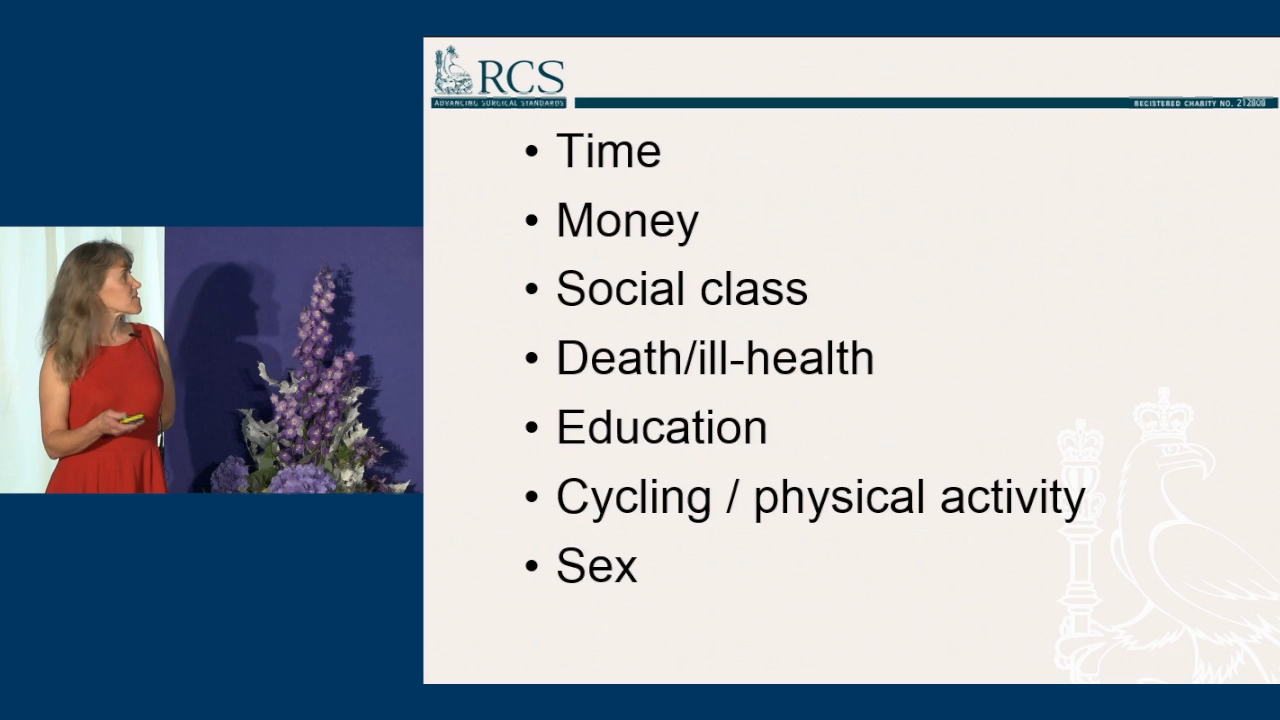 RCS
ADVANCING SURGICAL STANDARDS
REGISTERED CHARITY NO. 212808
• Time
• Money
• Social class
• Death/ill-health
• Education
• Cycling / physical activity
• Sex